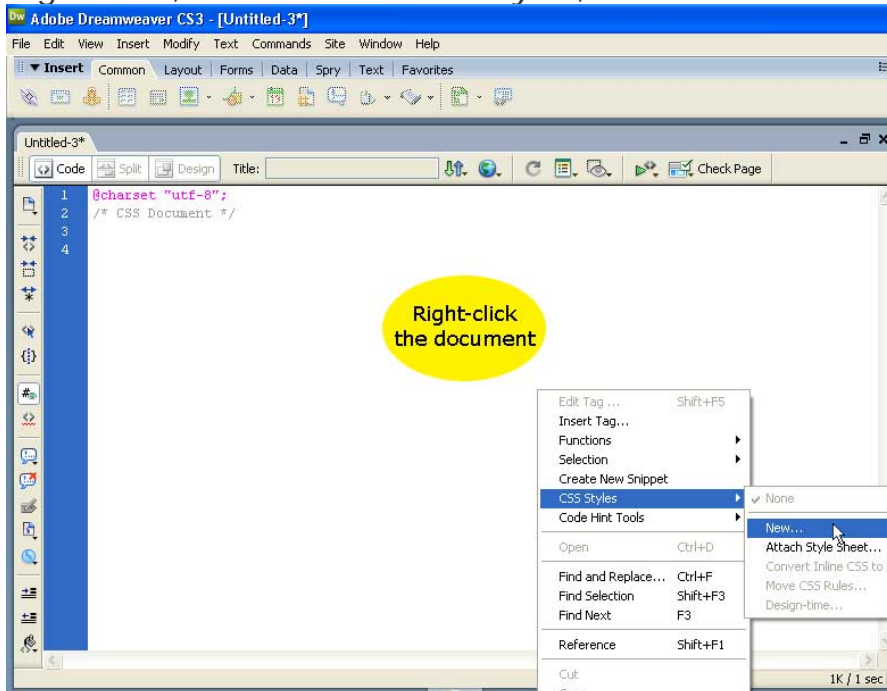 Adobe Dreamweaver CS3 - [Untitled-3*]
File Edit View Insert Modify Text Commands Site Window Help
▼ Insert Common Layout Forms Data Spry Text Favorites
Untitled-3*
Code Split Design Title: Check Page
1 @charset "utf-8";
2 /* CSS Document */
3
4
Right-click
the document
Edit Tag ... Shift+F5
Insert Tag...
Functions
Selection
Create New Snippet
CSS Styles
Code Hint Tools
Open Ctrl+D
Find and Replace... Ctrl+F
Find Selection Shift+F3
Find Next F3
Reference Shift+F1
Cut
None
New...
Attach Style Sheet...
Convert Inline CSS to
Move CSS Rules...
Design-time...
1K / 1 sec